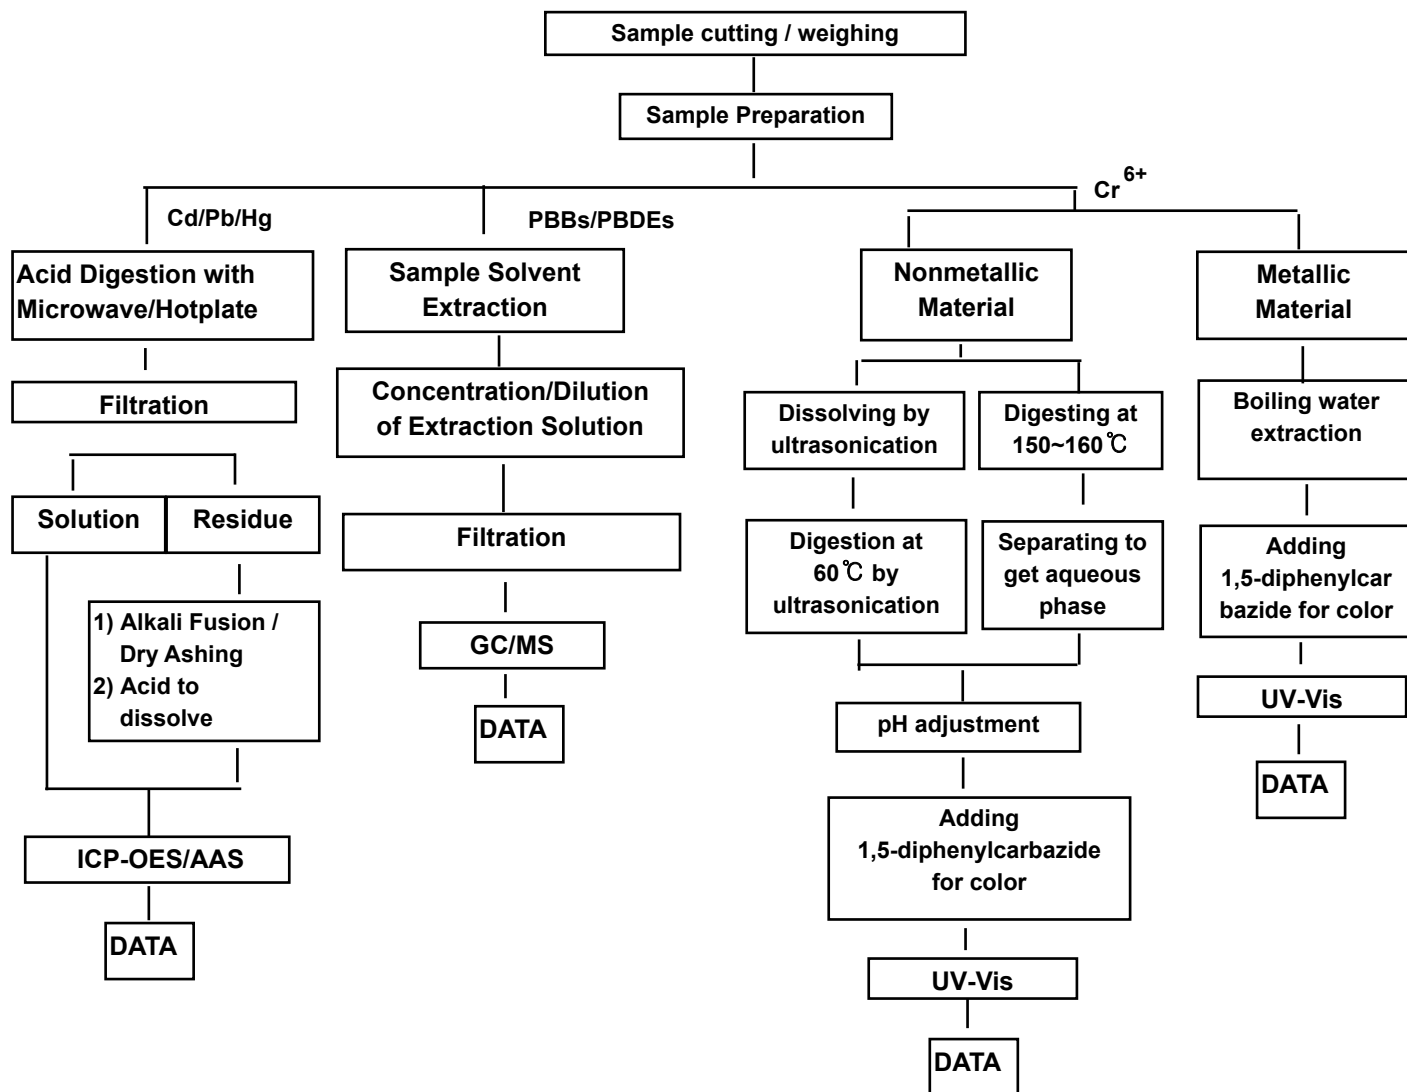 Sample cutting / weighing
Sample Preparation
Cr 6+
Cd/Pb/Hg
PBBs/PBDEs
Acid Digestion with
Microwave/Hotplate
Filtration
Solution
Residue
1) Alkali Fusion /
Dry Ashing
2) Acid to
dissolve
ICP-OES/AAS
DATA
Sample Solvent
Extraction
Concentration/Dilution
of Extraction Solution
Filtration
GC/MS
DATA
Nonmetallic
Material
Dissolving by
ultrasonication
Digestion at
60℃ by
ultrasonication
Digesting at
150~160℃
Separating to
get aqueous
phase
pH adjustment
Adding
1,5-diphenylcarbazide
for color
UV-Vis
DATA
Metallic
Material
Boiling water
extraction
Adding
1,5-diphenylcar
bazide for color
UV-Vis
DATA